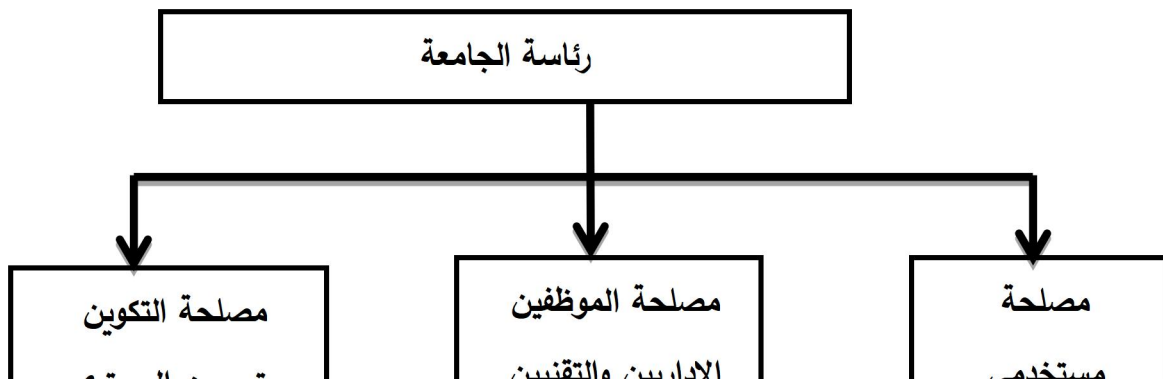 رئاسة الجامعة
مصلحة
مستخدمي
مصلحة الموظفين
الاداريين والتقنيين
مصلحة التكوين